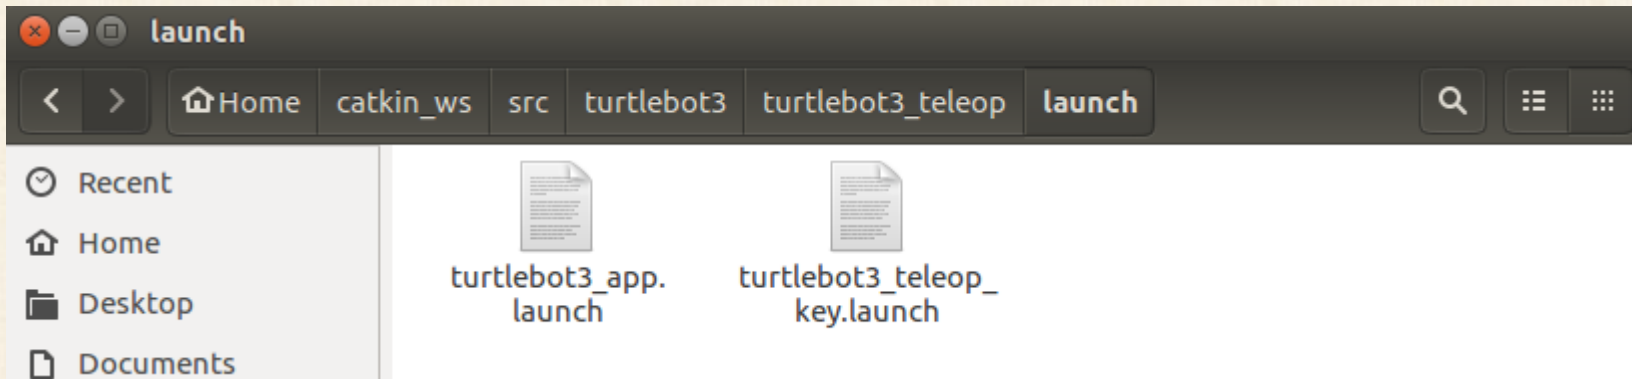 launch
Home catkin_ws src turtlebot3 turtlebot3_teleop launch
Recent
Home
Desktop
Documents
turtlebot3_app.
launch
turtlebot3_teleop_
key.launch